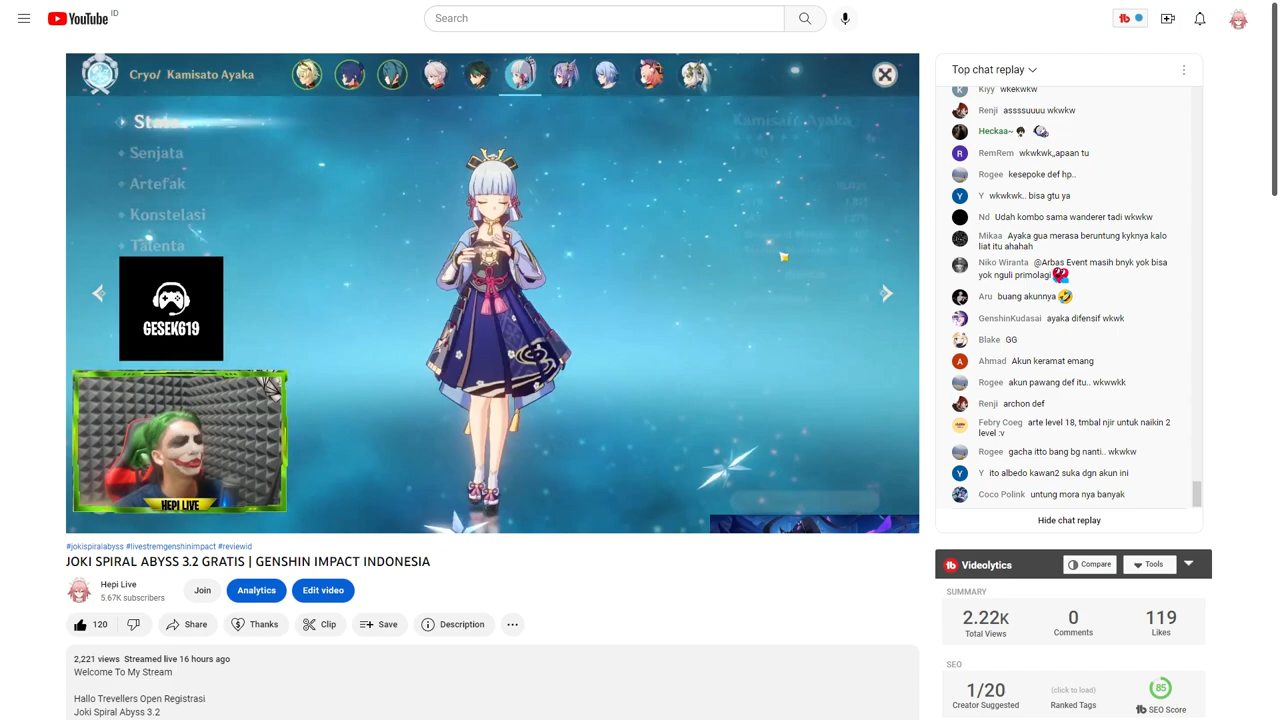 YouTube ID
Search
Cryo/ Kamisato Ayaka
Senjata
Artefak
Konstelasi
Talenta
Kamisato Ayaka
GESEK619
HEPI LIVE
Top chat replay
Kiyy wkekwkw
Renji assssuuuu wkwkw
Heckaa~
RemRem wkwkwk,,apaan tu
Rogee kesepoke def hp..
Y wkwkwk.. bisa gtu ya
Nd Udah kombo sama wanderer tadi wkwkw
Mikaa Ayaka gua merasa beruntung kyknya kalo
liat itu ahahah
Niko Wiranta @Arbas Event masih bnyk yok bisa
yok nguli primolagi
Aru buang akunnya 🤣
GenshinKudasai ayaka difensif wkwk
Blake GG
Ahmad Akun keramat emang
Rogee akun pawang def itu.. wkwwkk
Renji archon def
Febry Coeg arte level 18, tmbal njir untuk naikin 2
level :v
Rogee gacha itto bang bg nanti.. wkwkw
Y ito albedo kawan2 suka dgn akun ini
Coco Polink untung mora nya banyak
Hide chat replay
#jokispiralabyss #livestremgenshinimpact #reviewid
JOKI SPIRAL ABYSS 3.2 GRATIS | GENSHIN IMPACT INDONESIA
Hepi Live
5.67K subscribers
Join
Analytics
Edit video
120
Share
Thanks
Clip
Save
Description
2,221 views Streamed live 16 hours ago
Welcome To My Stream
Hallo Trevellers Open Registrasi
Joki Spiral Abyss 3.2
tb Videolytics
Compare
Tools
SUMMARY
2.22K
Total Views
0
Comments
119
Likes
SEO
1/20
Creator Suggested
(click to load)
Ranked Tags
85
tb SEO Score